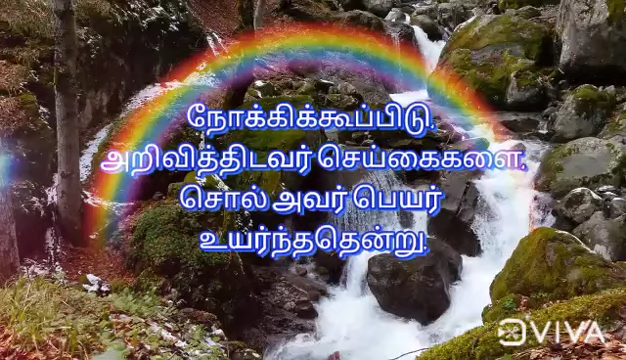 நோக்கிக்கூப்பிடு.
அறிவித்திடவர் செய்கைகளை.
சொல் அவர் பெயர்
உயர்ந்ததென்று.
VIVA